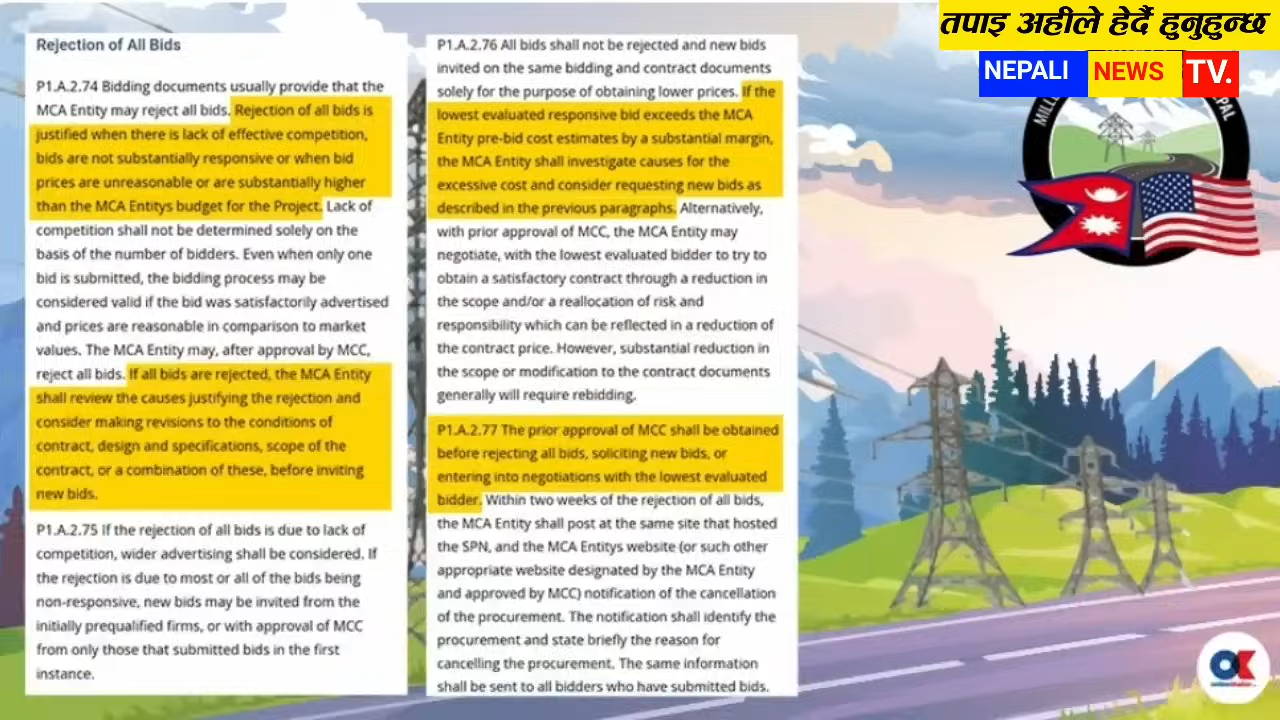 तपाइ अहीले हेर्दै हुनुहुन्छ
NEPALI NEWS TV.
Rejection of All Bids
P1.A.2.74 Bidding documents usually provide that the
MCA Entity may reject all bids. Rejection of all bids is
justified when there is lack of effective competition,
bids are not substantially responsive or when bid
prices are unreasonable or are substantially higher
than the MCA Entitys budget for the Project. Lack of
competition shall not be determined solely on the
basis of the number of bidders. Even when only one
bid is submitted, the bidding process may be
considered valid if the bid was satisfactorily advertised
and prices are reasonable in comparison to market
values. The MCA Entity may, after approval by MCC,
reject all bids. If all bids are rejected, the MCA Entity
shall review the causes justifying the rejection and
consider making revisions to the conditions of
contract, design and specifications, scope of the
contract, or a combination of these, before inviting
new bids.
P1.A.2.75 If the rejection of all bids is due to lack of
competition, wider advertising shall be considered. If
the rejection is due to most or all of the bids being
non-responsive, new bids may be invited from the
initially prequalified firms, or with approval of MCC
from only those that submitted bids in the first
instance.
P1.A.2.76 All bids shall not be rejected and new bids
invited on the same bidding and contract documents
solely for the purpose of obtaining lower prices. If the
lowest evaluated responsive bid exceeds the MCA
Entity pre-bid cost estimates by a substantial margin,
the MCA Entity shall investigate causes for the
excessive cost and consider requesting new bids as
described in the previous paragraphs. Alternatively,
with prior approval of MCC, the MCA Entity may
negotiate, with the lowest evaluated bidder to try to
obtain a satisfactory contract through a reduction in
the scope and/or a reallocation of risk and
responsibility which can be reflected in a reduction of
the contract price. However, substantial reduction in
the scope or modification to the contract documents
generally will require rebidding.
P1.A.2.77 The prior approval of MCC shall be obtained
before rejecting all bids, soliciting new bids, or
entering into negotiations with the lowest evaluated
bidder. Within two weeks of the rejection of all bids,
the MCA Entity shall post at the same site that hosted
the SPN, and the MCA Entitys website (or such other
appropriate website designated by the MCA Entity
and approved by MCC) notification of the cancellation
of the procurement. The notification shall identify the
procurement and state briefly the reason for
cancelling the procurement. The same information
shall be sent to all bidders who have submitted bids.
OK